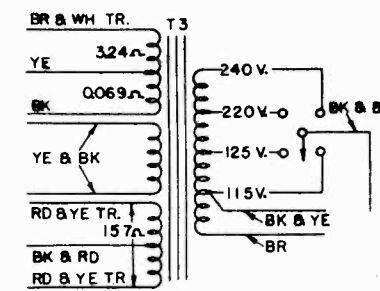 BR & WH TR.
T 3
3.24Ω
YE
0.069Ω
BK
240 V.
220 V.
BK & B
YE & BK
125 V.
115 V.
RD & YE TR.
157Ω
BK & YE
BK & RD
BR
RD & YE TR